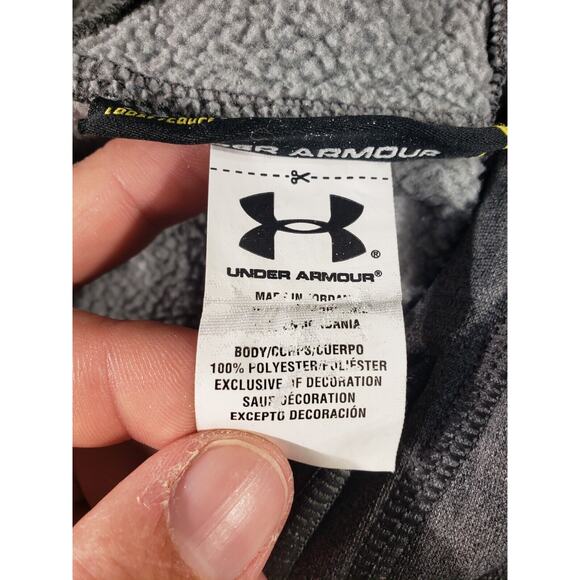 UNDER ARMOUR
UNDER ARMOUR®
MADE IN JORDAN
BODY/CORPS/CUERPO
100% POLYESTER/POLIÉSTER
EXCLUSIVE OF DECORATION
SAUF DÉCORATION
EXCEPTO DECORACIÓN